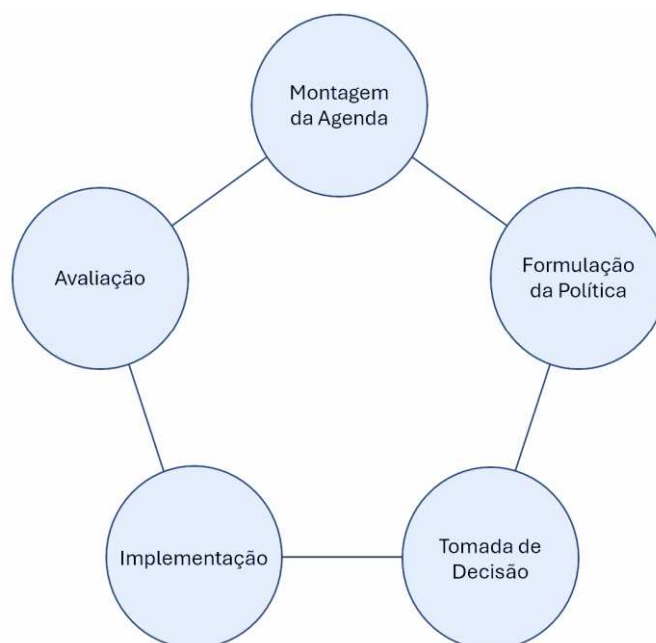 Montagem
da Agenda
Formulação
da Política
Tomada de
Decisão
Implementação
Avaliação